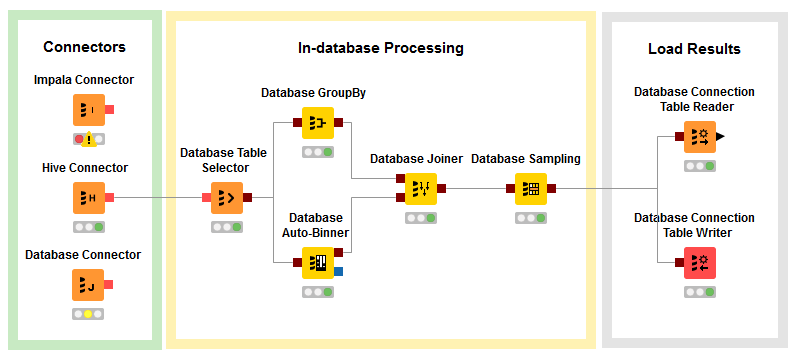 Connectors
In-database Processing
Load Results
Impala Connector
I
Hive Connector
H
Database Connector
J
Database GroupBy
Database Table
Selector
Database
Auto-Binner
Database Joiner
Database Sampling
Database Connection
Table Reader
Database Connection
Table Writer